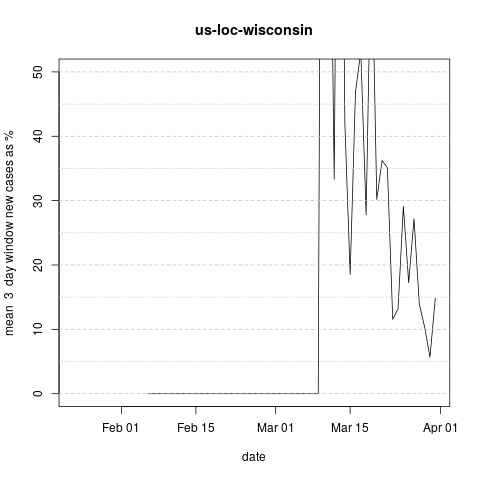 us-loc-wisconsin
50
40
30
20
10
0
mean 3 day window new cases as %
Feb 01 Feb 15 Mar 01 Mar 15 Apr 01
date